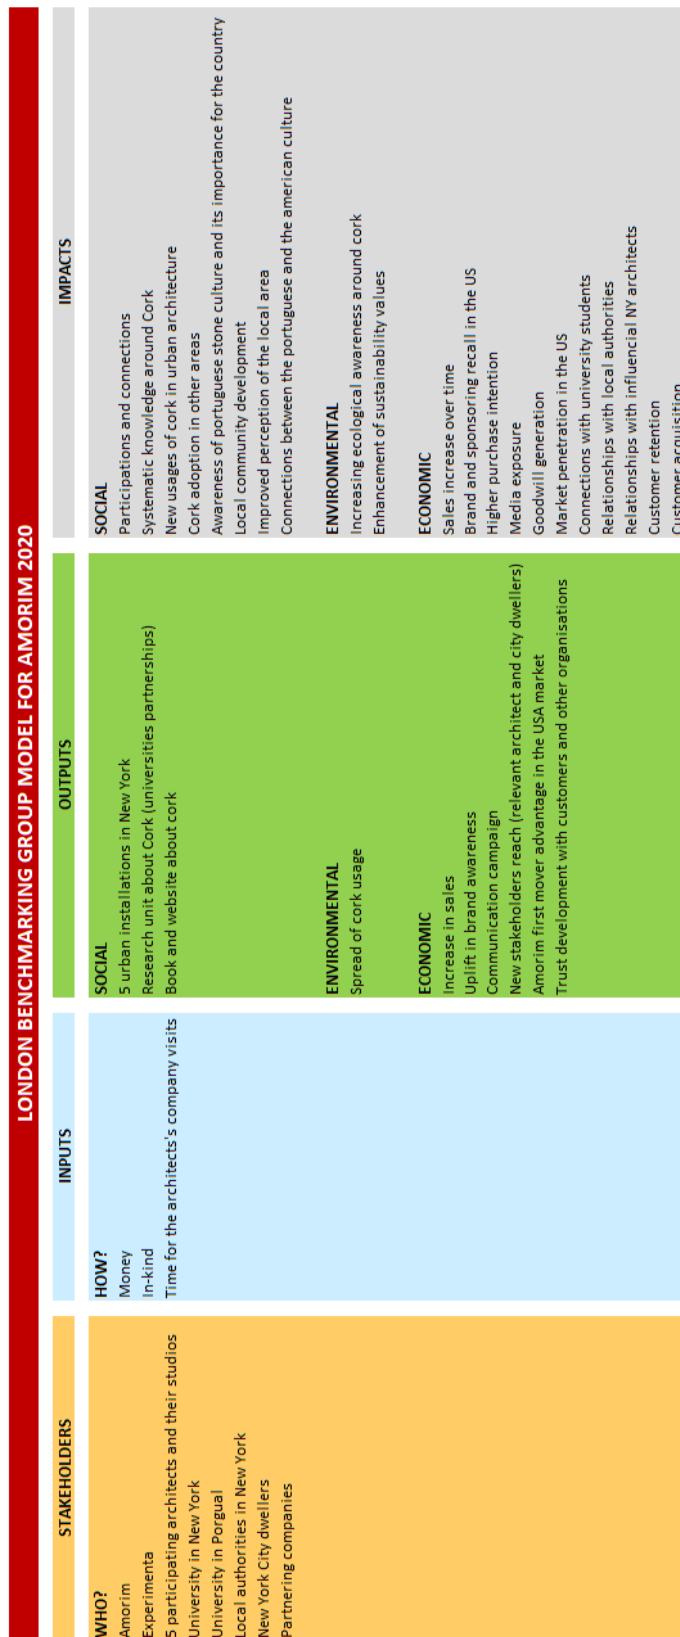 LONDON BENCHMARKING GROUP MODEL FOR AMORIM 2020
STAKEHOLDERS
WHO?
Amorim
Experimenta
5 participating architects and their studios
University in New York
University in Porgual
Local authorities in New York
New York City dwellers
Partnering companies
INPUTS
HOW?
Money
In-kind
Time for the architects's company visits
OUTPUTS
SOCIAL
5 urban installations in New York
Research unit about Cork (universities partnerships)
Book and website about cork
ENVIRONMENTAL
Spread of cork usage
ECONOMIC
Increase in sales
Uplift in brand awareness
Communication campaign
New stakeholders reach (relevant architect and city dwellers)
Amorim first mover advantage in the USA market
Trust development with customers and other organisations
IMPACTS
SOCIAL
Participations and connections
Systematic knowledge around Cork
New usages of cork in urban architecture
Cork adoption in other areas
Awareness of portuguese stone culture and its importance for the country
Local community development
Improved perception of the local area
Connections between the portuguese and the american culture
ENVIRONMENTAL
Increasing ecological awareness around cork
Enhancement of sustainability values
ECONOMIC
Sales increase over time
Brand and sponsoring recall in the US
Higher purchase intention
Media exposure
Goodwill generation
Market penetration in the US
Connections with university students
Relationships with local authorities
Relationships with influencial NY architects
Customer retention
Customer acquisition